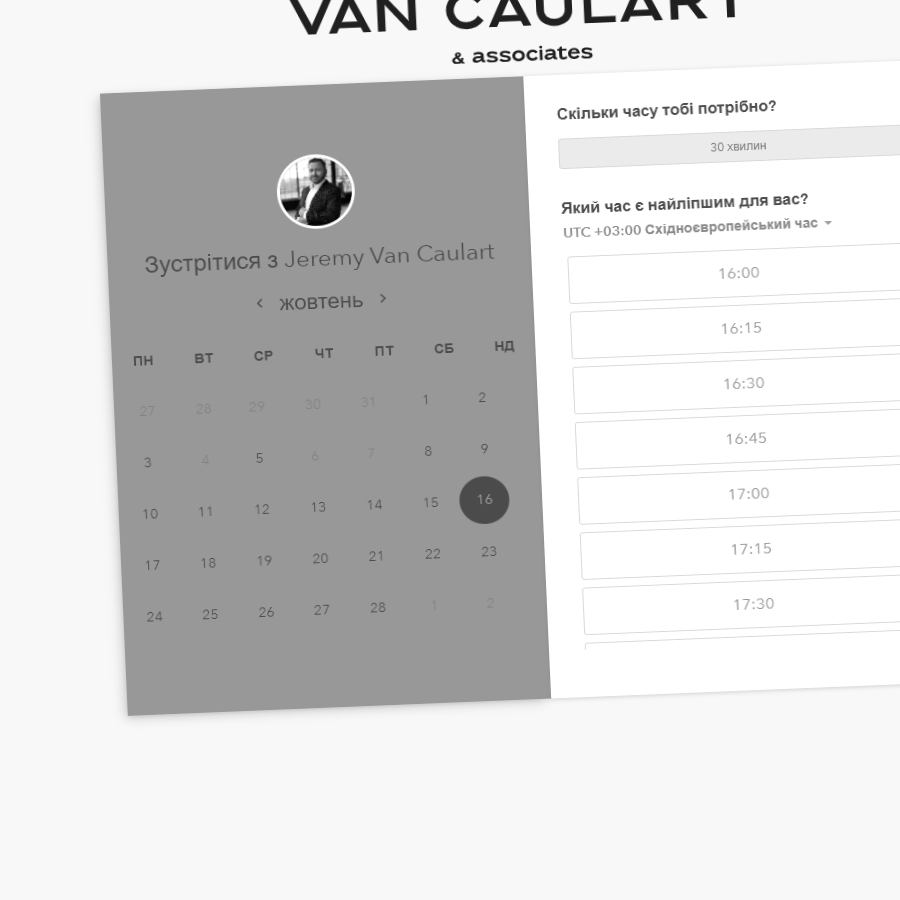 VAN CAULART
& associates
Зустрітися з Jeremy Van Caulart
жовтень
ПН ВТ СР ЧТ ПТ СБ НД
27 28 29 30 31 1 2
3 4 5 6 7 8 9
10 11 12 13 14 15 16
17 18 19 20 21 22 23
24 25 26 27 28 1 2
Скільки часу тобі потрібно?
30 хвилин
Який час є найліпшим для вас?
UTC +03:00 Східноєвропейський час
16:00
16:15
16:30
16:45
17:00
17:15
17:30